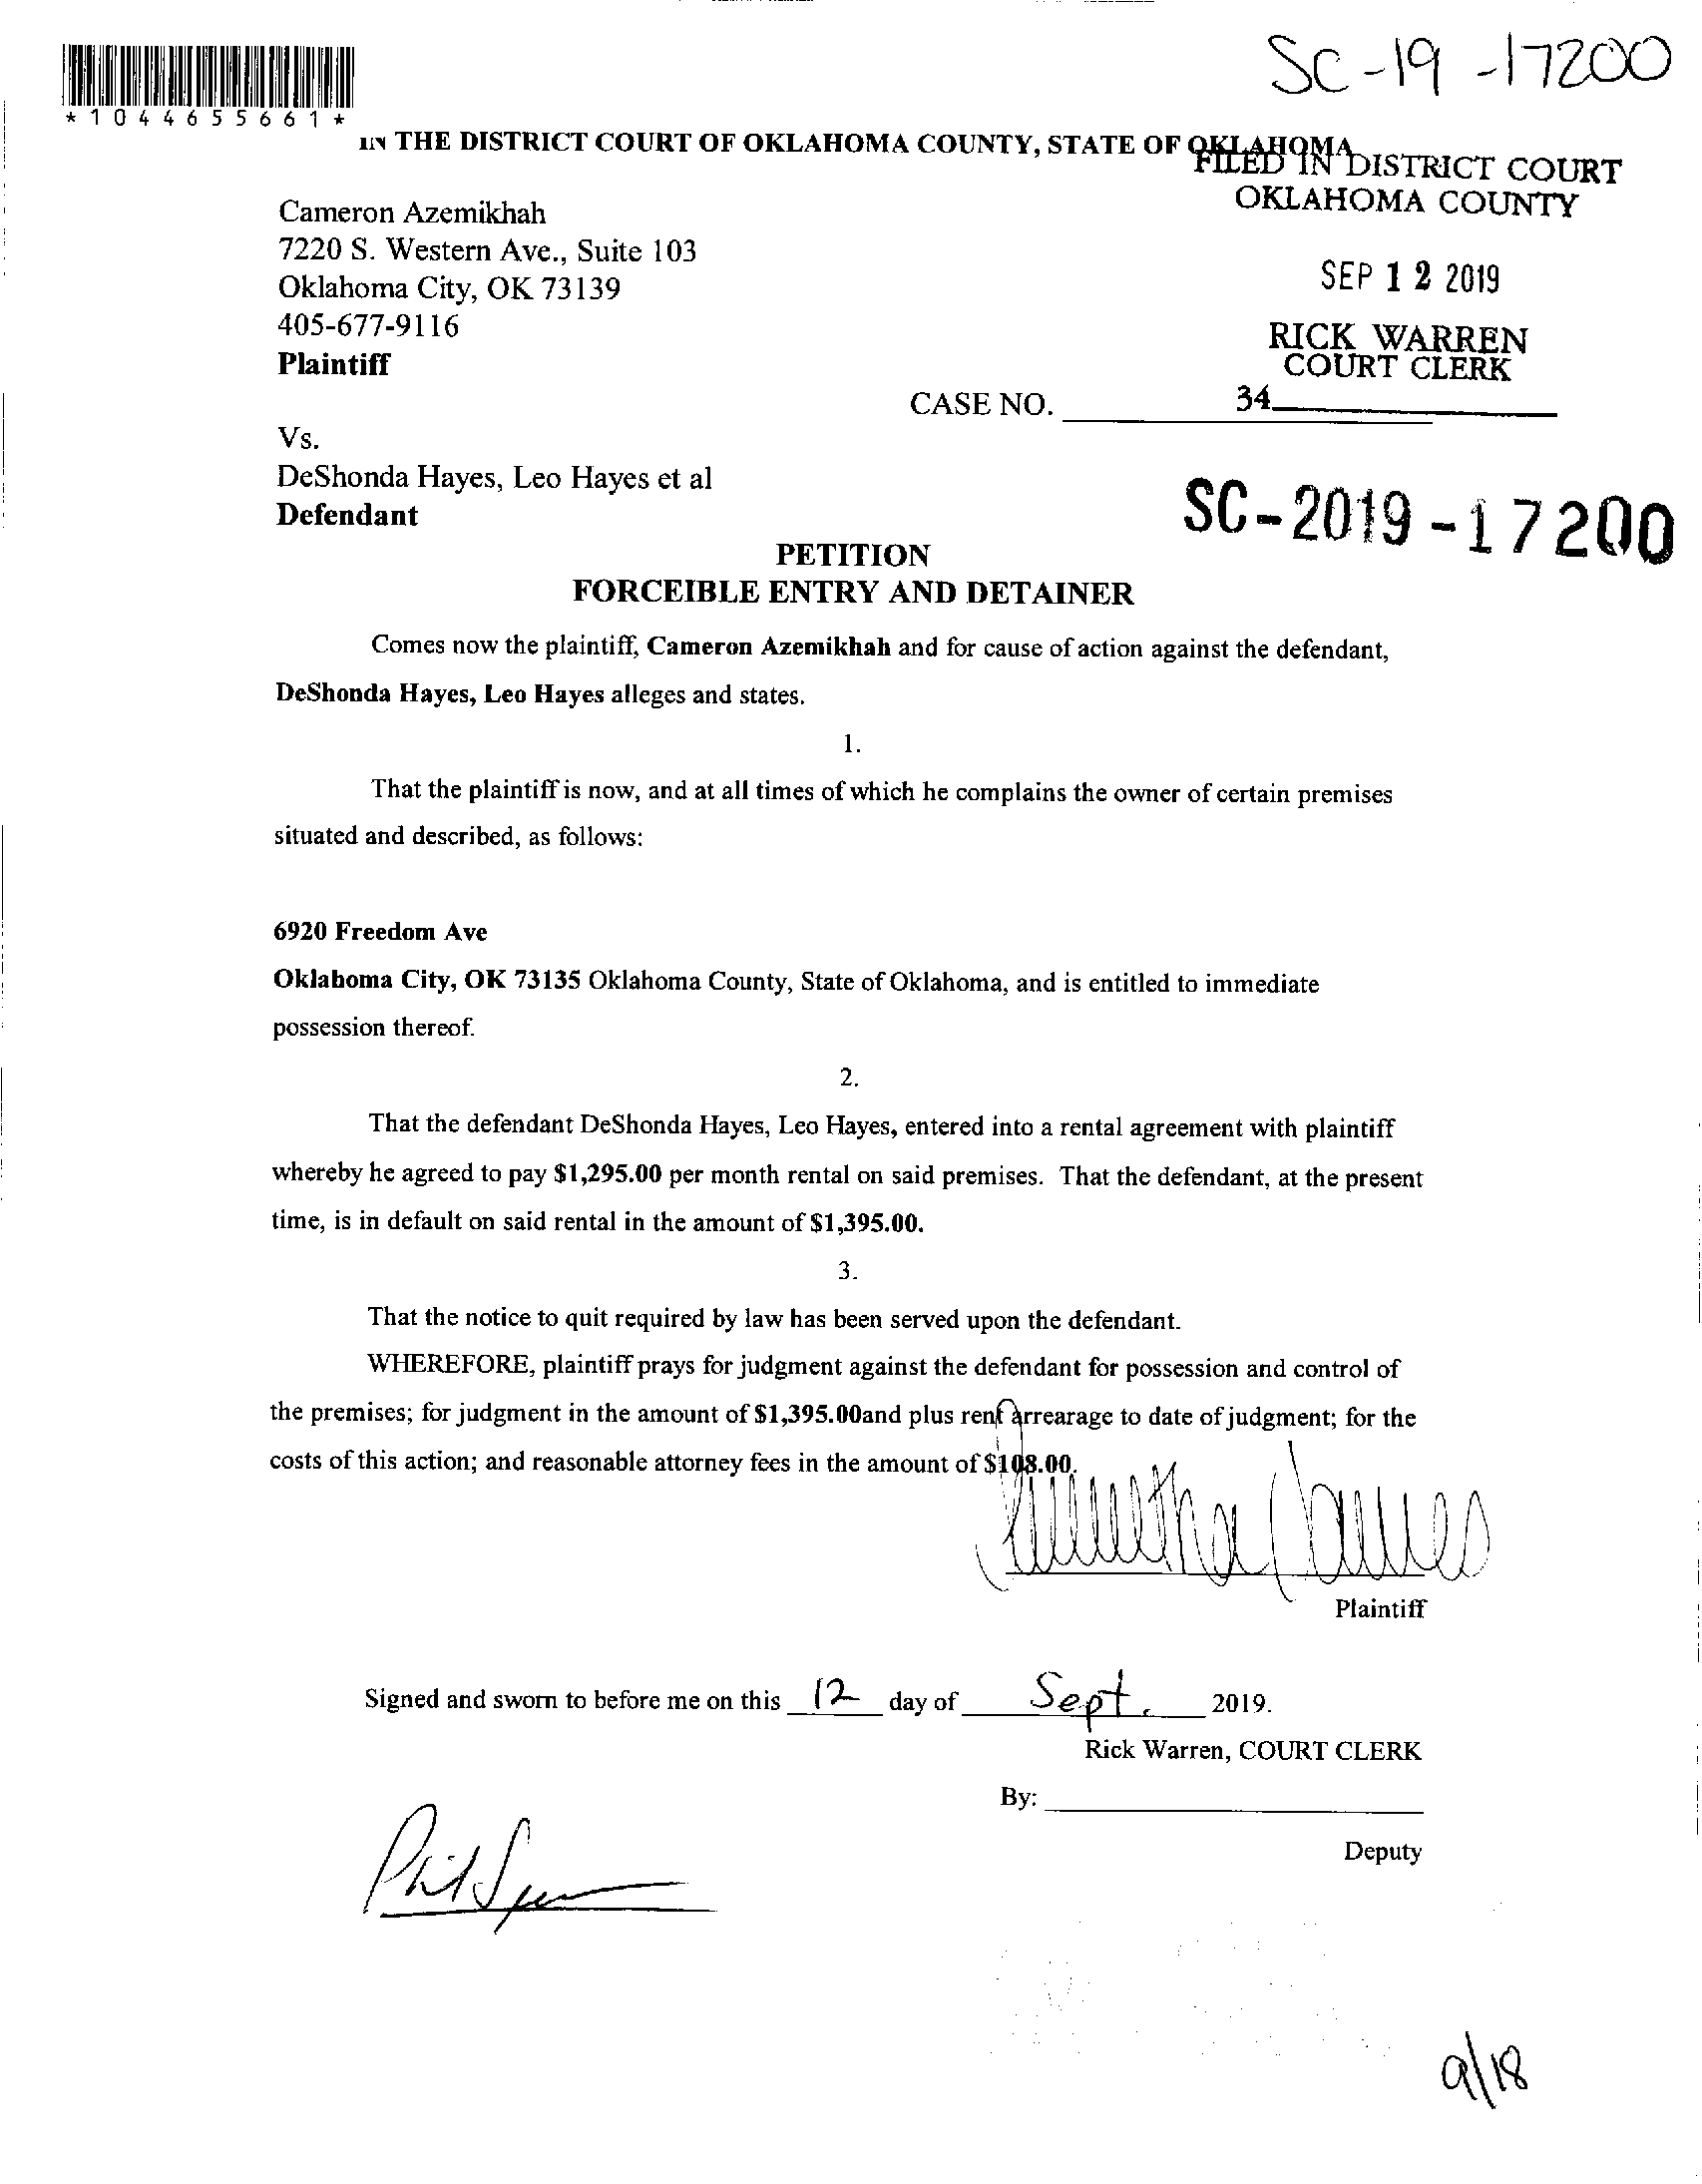 SC-19-17200
*1044655661*
IN THE DISTRICT COURT OF OKLAHOMA COUNTY, STATE OF OKLAHOMA
FILED IN DISTRICT COURT
OKLAHOMA COUNTY
Cameron Azemikhah
7220 S. Western Ave., Suite 103
Oklahoma City, OK 73139
405-677-9116
Plaintiff
SEP 12 2019
RICK WARREN
COURT CLERK
34
CASE NO.
Vs.
DeShonda Hayes, Leo Hayes et al
Defendant
SC-2019-17200
PETITION
FORCEIBLE ENTRY AND DETAINER
Comes now the plaintiff, Cameron Azemikhah and for cause of action against the defendant,
DeShonda Hayes, Leo Hayes alleges and states.
1.
That the plaintiff is now, and at all times of which he complains the owner of certain premises
situated and described, as follows:
6920 Freedom Ave
Oklahoma City, OK 73135 Oklahoma County, State of Oklahoma, and is entitled to immediate
possession thereof.
2.
That the defendant DeShonda Hayes, Leo Hayes, entered into a rental agreement with plaintiff
whereby he agreed to pay $1,295.00 per month rental on said premises. That the defendant, at the present
time, is in default on said rental in the amount of $1,395.00.
3.
That the notice to quit required by law has been served upon the defendant.
WHEREFORE, plaintiff prays for judgment against the defendant for possession and control of
the premises; for judgment in the amount of $1,395.00and plus rent arrearage to date of judgment; for the
costs of this action; and reasonable attorney fees in the amount of $108.00.
Plaintiff
Signed and sworn to before me on this 12 day of Sept. 2019.
Rick Warren, COURT CLERK
By:
Deputy
9/18